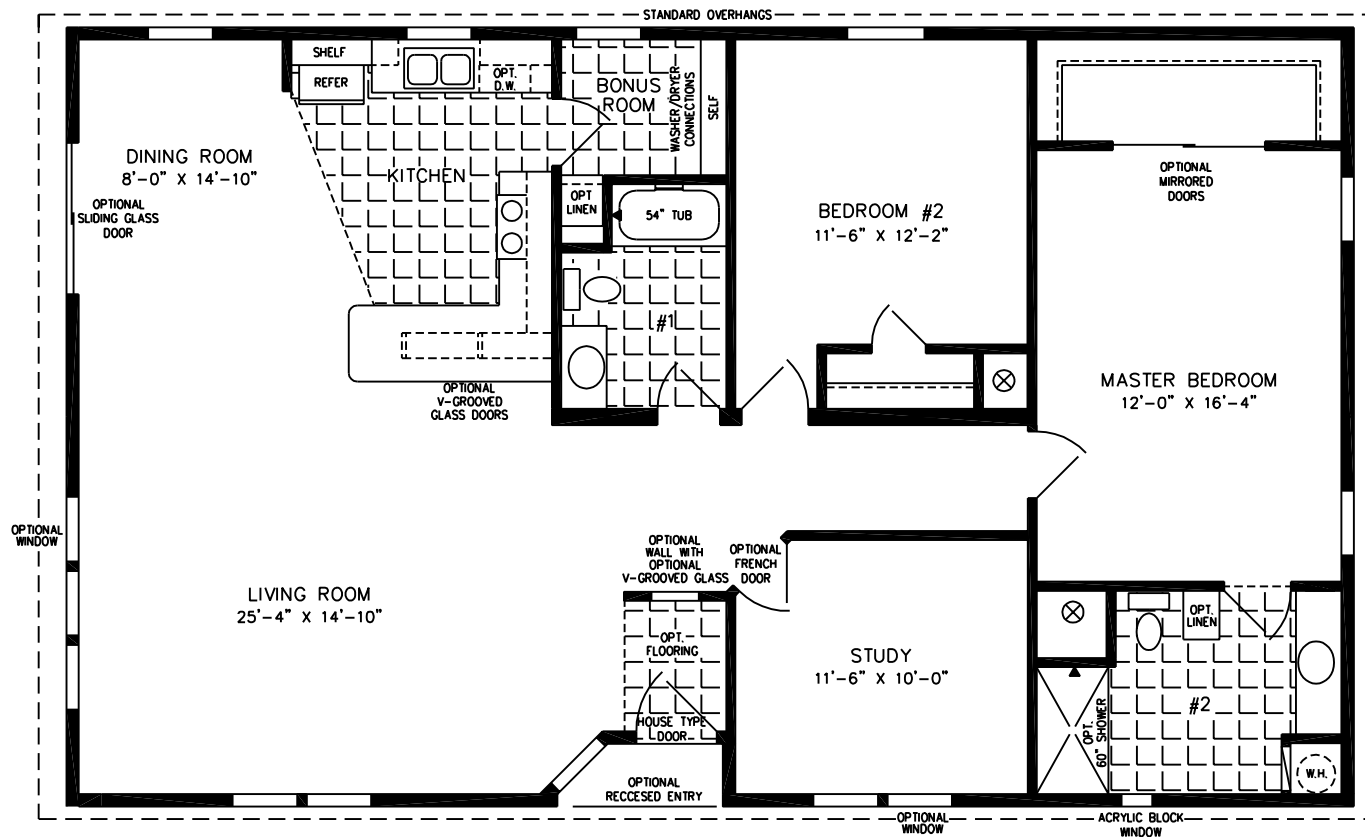 STANDARD OVERHANGS
SHELF
REFER
OPT.
D.W.
BONUS
ROOM
WASHER/DRYER
CONNECTIONS
SELF
DINING ROOM
8'-0" X 14'-10"
OPTIONAL
SLIDING GLASS
DOOR
KITCHEN
OPT
LINEN
54" TUB
BEDROOM #2
11'-6" X 12'-2"
OPTIONAL
MIRRORED
DOORS
#1
OPTIONAL
V-GROOVED
GLASS DOORS
MASTER BEDROOM
12'-0" X 16'-4"
OPTIONAL
WINDOW
OPTIONAL
WALL WITH
OPTIONAL
V-GROOVED GLASS
OPTIONAL
FRENCH
DOOR
LIVING ROOM
25'-4" X 14'-10"
OPT.
FLOORING
HOUSE TYPE
DOOR
STUDY
11'-6" X 10'-0"
OPT.
LINEN
#2
OPT.
60" SHOWER
W.H.
OPTIONAL
RECCESED ENTRY
OPTIONAL
WINDOW
ACRYLIC BLOCK
WINDOW